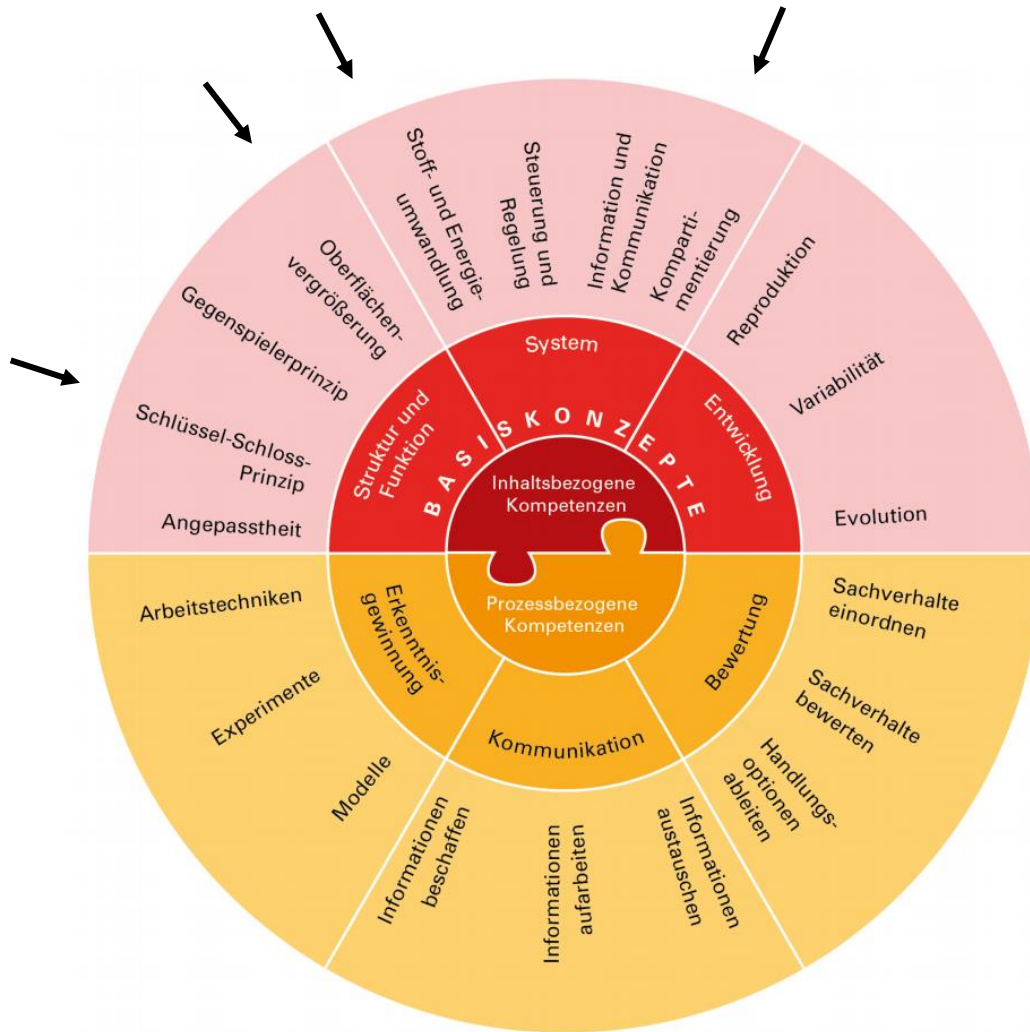 Stoff- und Energie-
umwandlung
Steuerung und
Regelung
Information und
Kommunikation
Komparti-
mentierung
Oberflächen-
vergrößerung
Gegenspielerprinzip
Schlüssel-Schloss-
Prinzip
Angepasstheit
Reproduktion
Variabilität
Evolution
System
Struktur und
Funktion
Entwicklung
BASISKONZEPTE
Inhaltsbezogene
Kompetenzen
Prozessbezogene
Kompetenzen
Erkenntnis-
gewinnung
Kommunikation
Bewertung
Arbeitstechniken
Experimente
Modelle
Informationen
beschaffen
Informationen
aufarbeiten
Informationen
austauschen
Handlungs-
optionen
ableiten
Sachverhalte
bewerten
Sachverhalte
einordnen